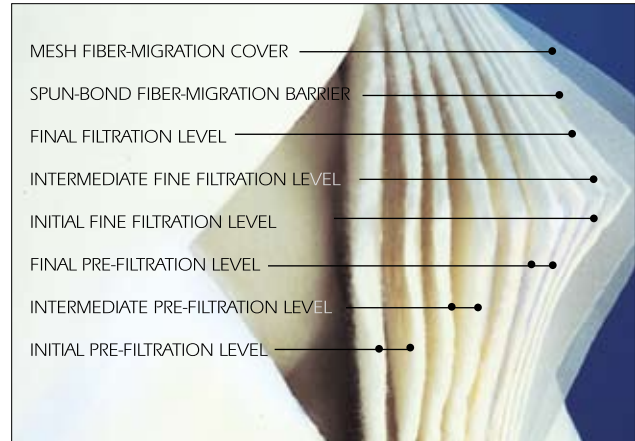 MESH FIBER-MIGRATION COVER
SPUN-BOND FIBER-MIGRATION BARRIER
FINAL FILTRATION LEVEL
INTERMEDIATE FINE FILTRATION LEVEL
INITIAL FINE FILTRATION LEVEL
FINAL PRE-FILTRATION LEVEL
INTERMEDIATE PRE-FILTRATION LEVEL
INITIAL PRE-FILTRATION LEVEL